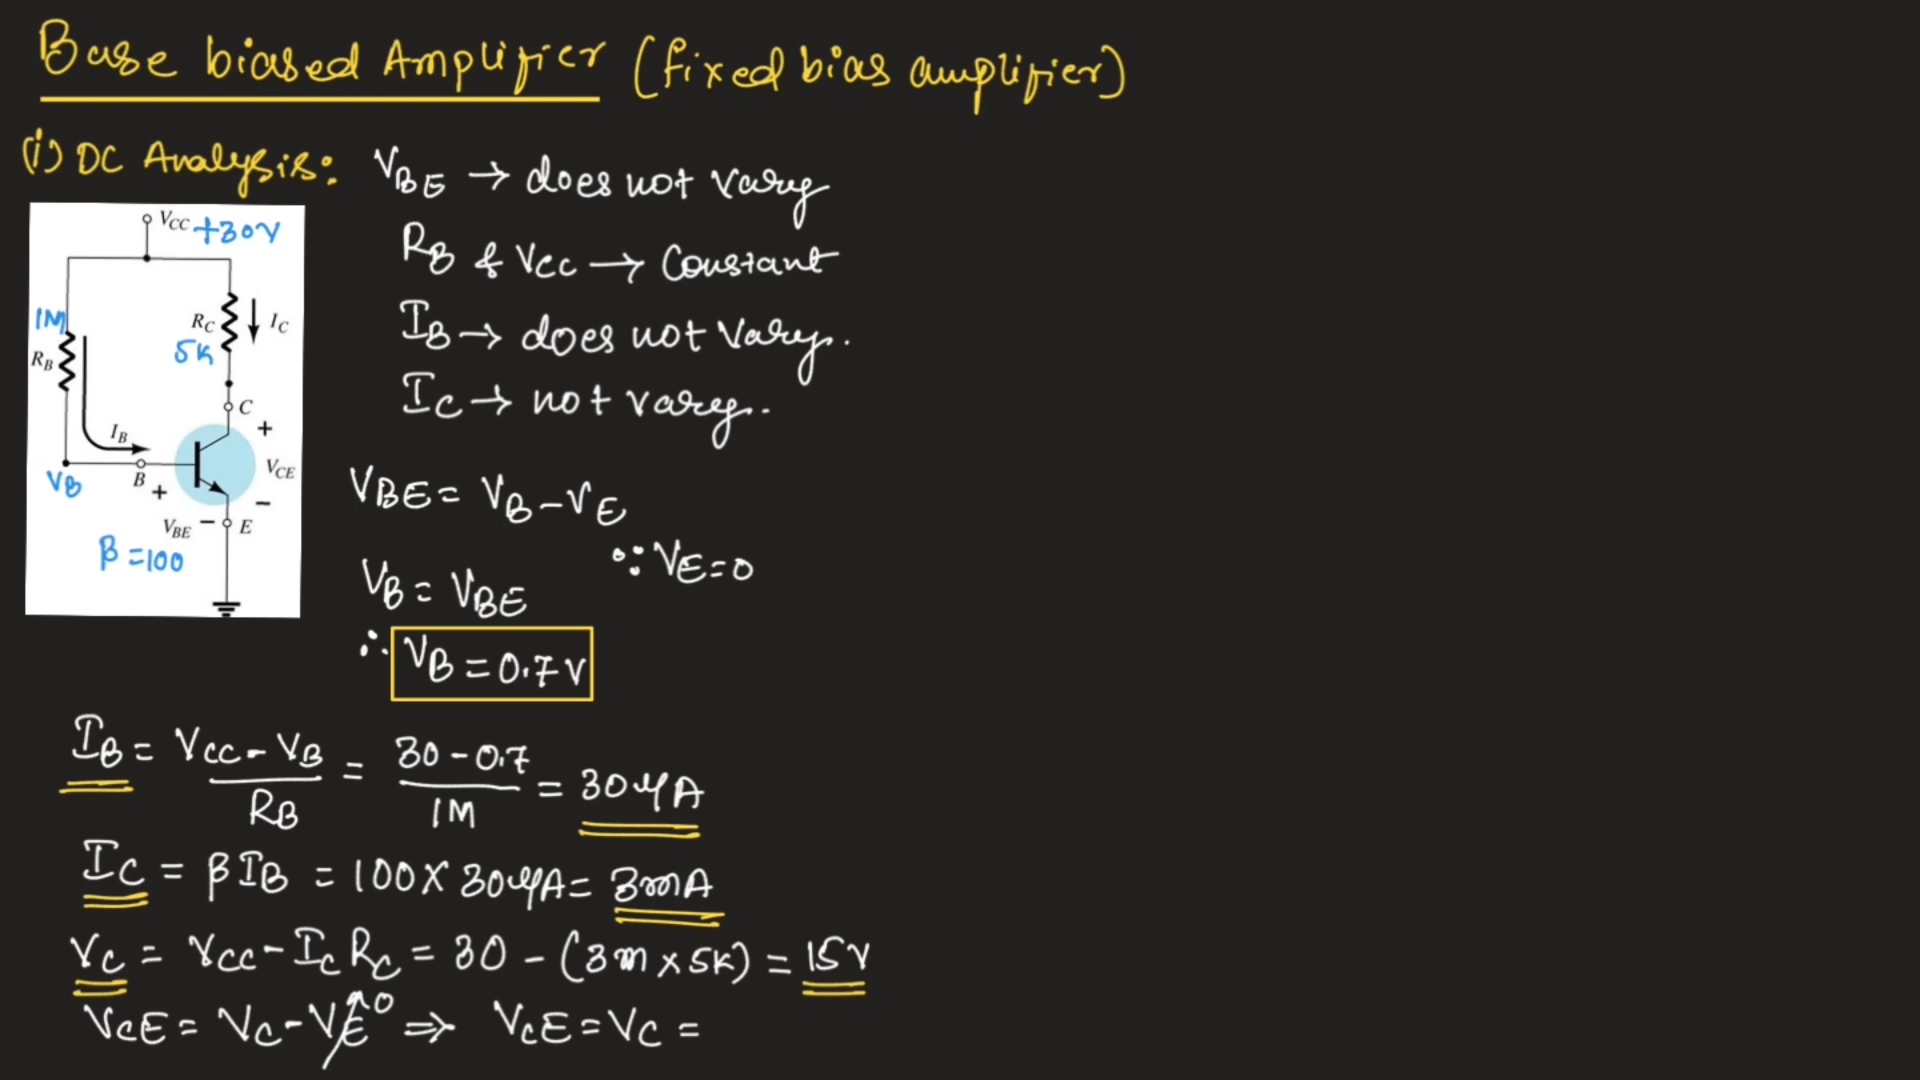 Base biased Amplifier (fixed bias amplifier)
(i) DC Analysis:
VBE → does not vary
RB & Vcc → Constant
IB → does not vary.
IC → not vary.
VCC +30V
1M
RB
RC
5K
IC
C
+
IB
VCE
VB
B
+
−
VBE − E
β = 100
VBE = VB - VE
∵ VE = 0
VB = VBE
∴ VB = 0.7V
IB = VCC - VB / RB = 30 - 0.7 / 1M = 30μA
IC = βIB = 100 X 30μA = 3mA
VC = VCC - IC RC = 30 - (3m x 5K) = 15V
VCE = VC - VE 0 ⇒ VCE = VC =